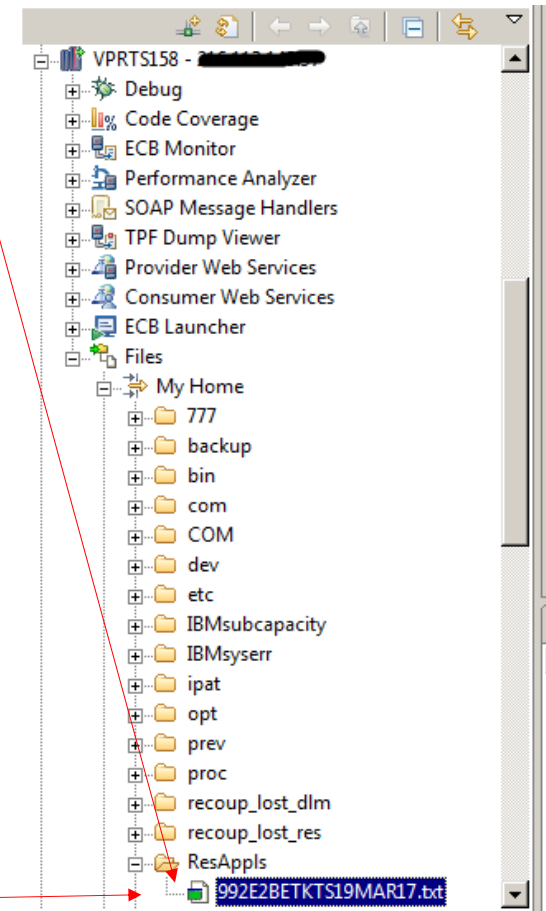 VPRTS158 -
Debug
Code Coverage
ECB Monitor
Performance Analyzer
SOAP Message Handlers
TPF Dump Viewer
Provider Web Services
Consumer Web Services
ECB Launcher
Files
My Home
777
backup
bin
com
COM
dev
etc
IBMsubcapacity
IBMsyserr
ipat
opt
prev
proc
recoup_lost_dlm
recoup_lost_res
ResAppls
992E2BETKTS19MAR17.txt